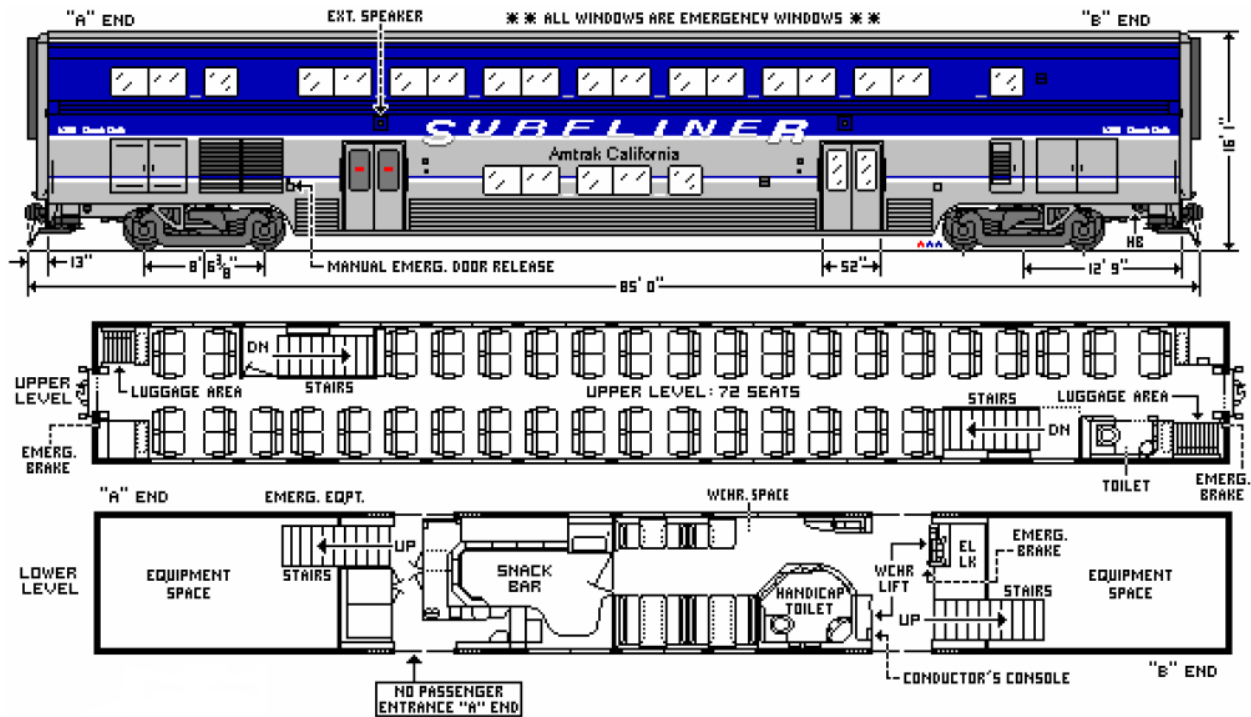 "A" END
EXT. SPEAKER
✱ ✱ ALL WINDOWS ARE EMERGENCY WINDOWS ✱ ✱
"B" END
SURFLINER
Amtrak California
16' 1"
HB
13"
8' 6 3/8"
MANUAL EMERG. DOOR RELEASE
52"
12' 9"
85' 0"
UPPER
LEVEL
DN
STAIRS
LUGGAGE AREA
UPPER LEVEL: 72 SEATS
STAIRS
LUGGAGE AREA
DN
EMERG.
BRAKE
TOILET
EMERG.
BRAKE
"A" END
EMERG. EQPT.
WCHR. SPACE
LOWER
LEVEL
EQUIPMENT
SPACE
UP
STAIRS
SNACK
BAR
HANDICAP
TOILET
WCHR
LIFT
EL
LK
EMERG.
BRAKE
EQUIPMENT
SPACE
STAIRS
UP
"B" END
CONDUCTOR'S CONSOLE
NO PASSENGER
ENTRANCE "A" END